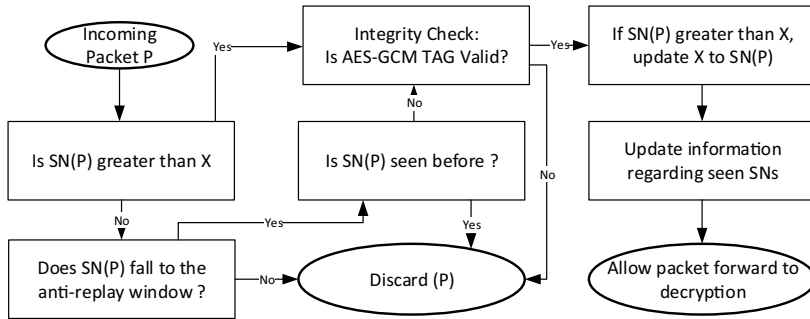 Incoming
Packet P
Yes
Integrity Check:
Is AES-GCM TAG Valid?
Yes
If SN(P) greater than X,
update X to SN(P)
No
Is SN(P) greater than X
Is SN(P) seen before ?
No
Update information
regarding seen SNs
No
Yes
Yes
Does SN(P) fall to the
anti-replay window ?
No
Discard (P)
Allow packet forward to
decryption